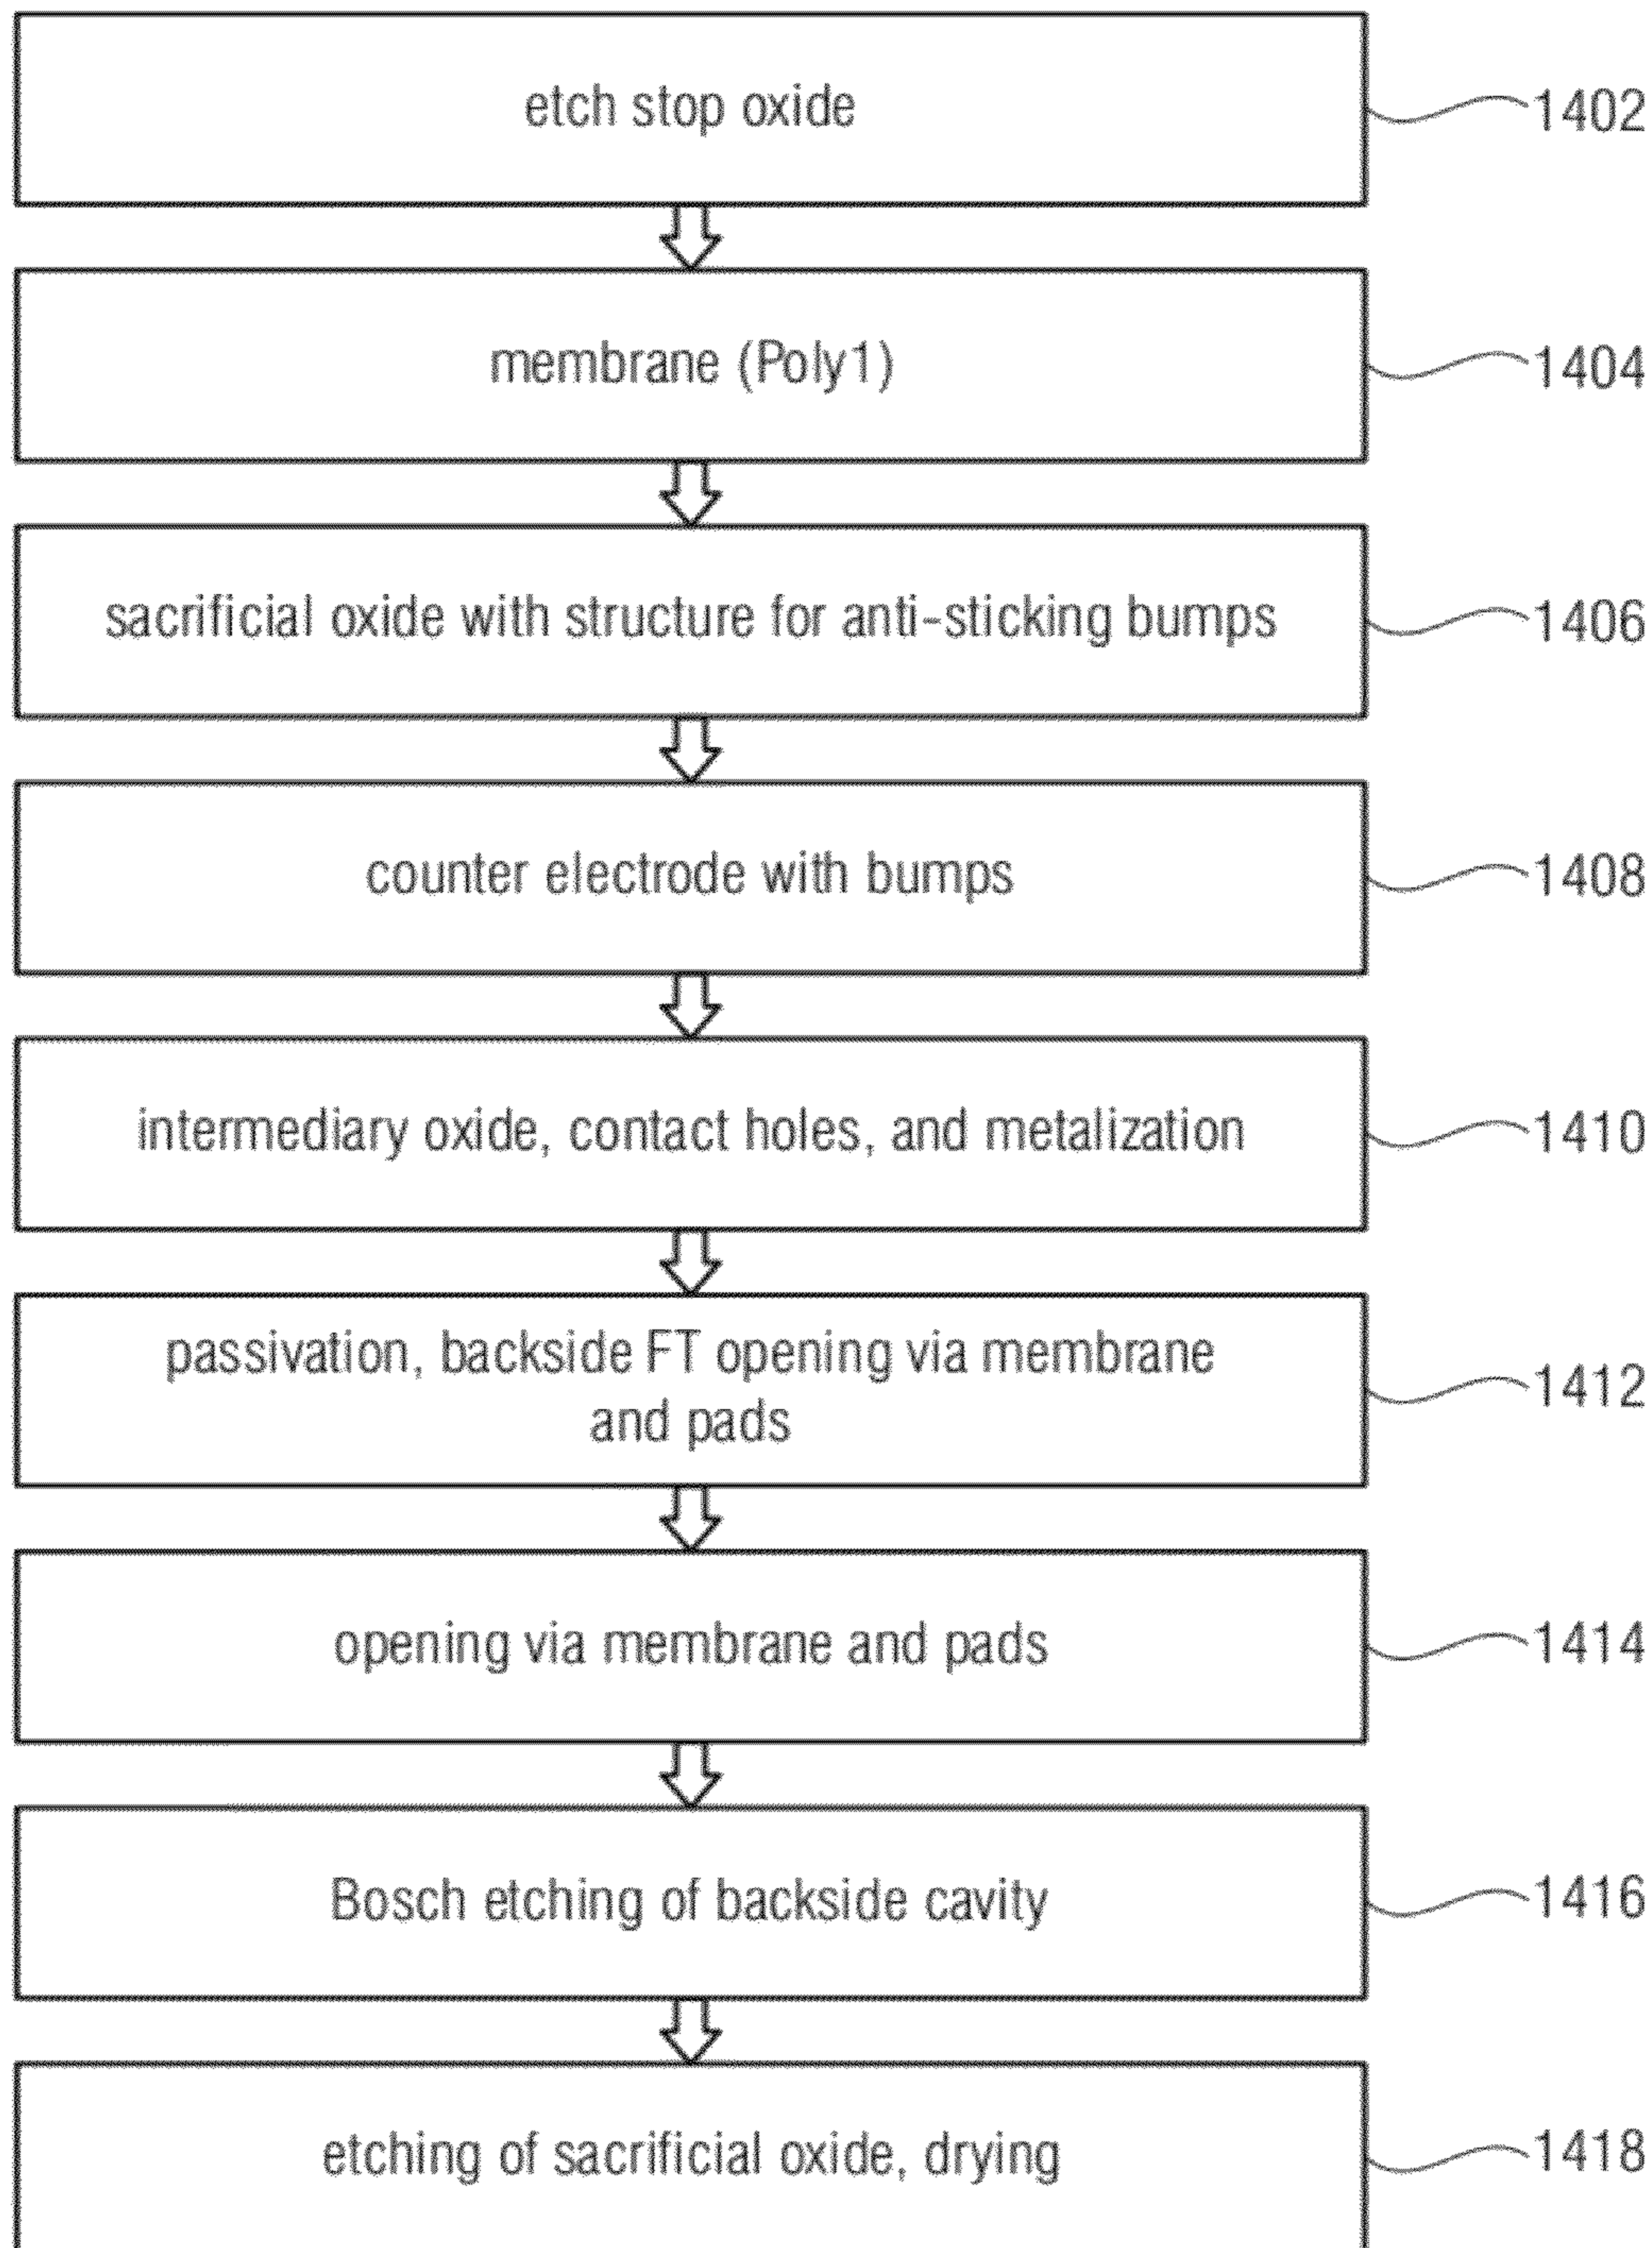 etch stop oxide
1402
membrane (Poly1)
1404
sacrificial oxide with structure for anti-sticking bumps
1406
counter electrode with bumps
1408
intermediary oxide, contact holes, and metalization
1410
passivation, backside FT opening via membrane
and pads
1412
opening via membrane and pads
1414
Bosch etching of backside cavity
1416
etching of sacrificial oxide, drying
1418